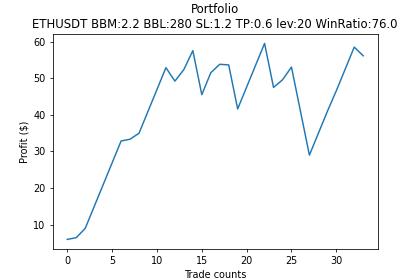 Portfolio
ETHUSDT BBM:2.2 BBL:280 SL:1.2 TP:0.6 lev:20 WinRatio:76.0
60
50
40
30
20
10
Profit ($)
0 5 10 15 20 25 30
Trade counts